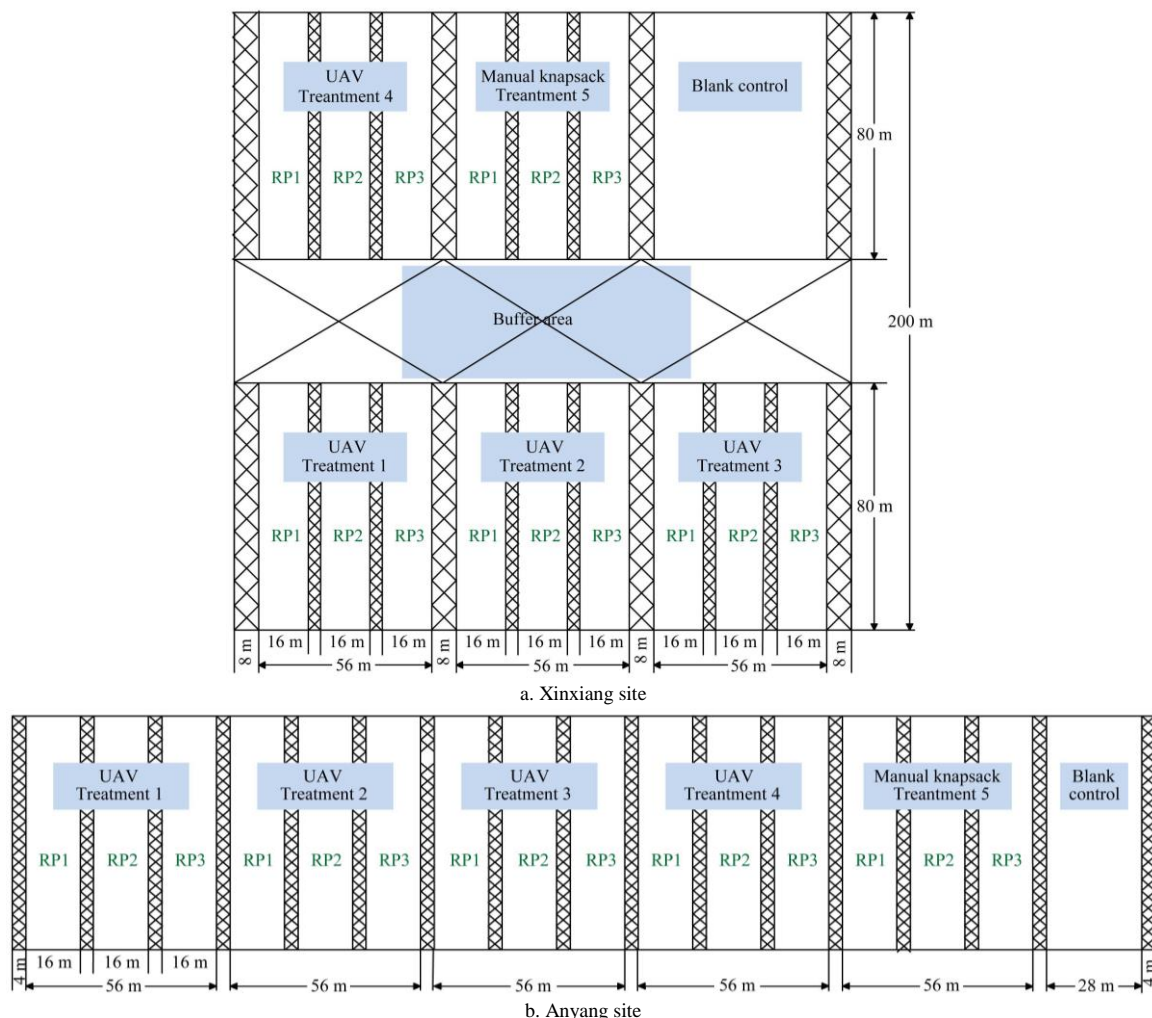 UAV
Treantment 4
Manual knapsack
Treantment 5
Blank control
80 m
RP1 RP2 RP3 RP1 RP2 RP3
Buffer area
200 m
UAV
Treatment 1
UAV
Treatment 2
UAV
Treatment 3
80 m
RP1 RP2 RP3 RP1 RP2 RP3 RP1 RP2 RP3
8 m 16 m 16 m 16 m 8 m 16 m 16 m 16 m 8 m 16 m 16 m 16 m 8 m
56 m 56 m 56 m
a. Xinxiang site
UAV
Treatment 1
UAV
Treatment 2
UAV
Treatment 3
UAV
Treantment 4
Manual knapsack
Treantment 5
Blank
control
RP1 RP2 RP3 RP1 RP2 RP3 RP1 RP2 RP3 RP1 RP2 RP3 RP1 RP2 RP3
4 m 16 m 16 m 16 m 4 m
56 m 56 m 56 m 56 m 56 m 28 m
b. Anyang site